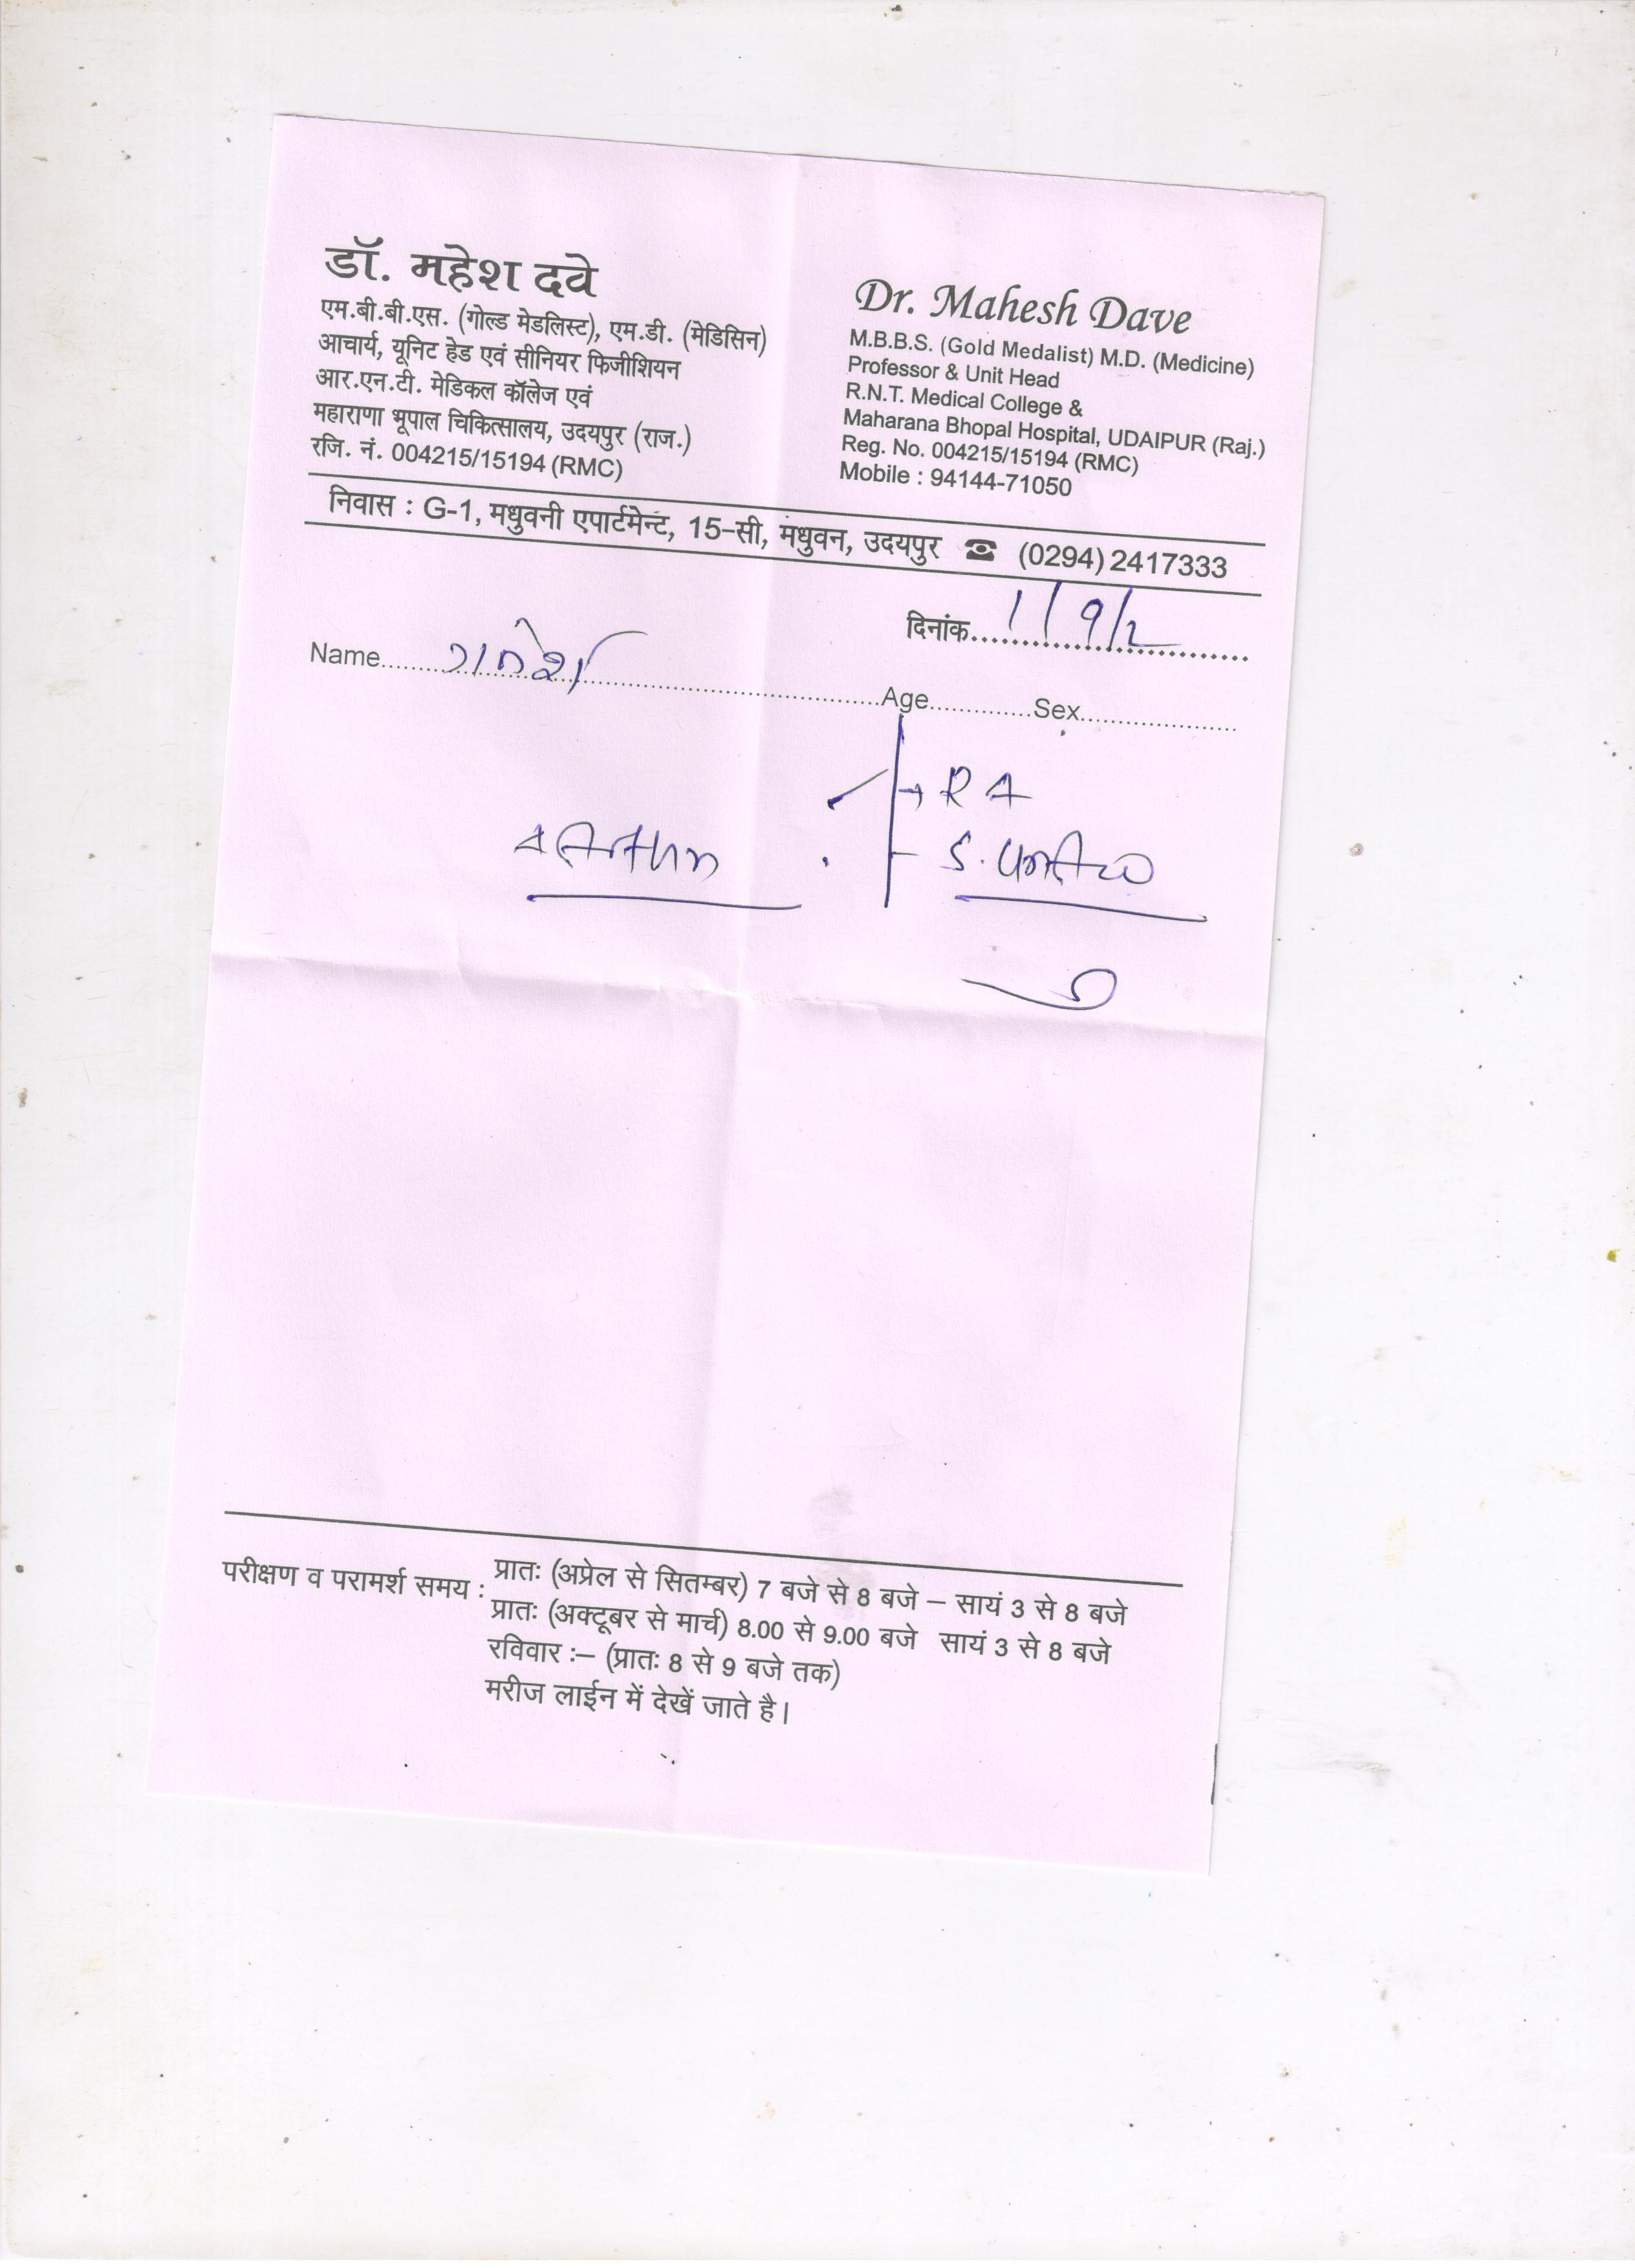 डॉ. महेश दवे
एम.बी.बी.एस. (गोल्ड मेडलिस्ट), एम.डी. (मेडिसिन)
आचार्य, यूनिट हेड एवं सीनियर फिजीशियन
आर.एन.टी. मेडिकल कॉलेज एवं
महाराणा भूपाल चिकित्सालय, उदयपुर (राज.)
रजि. नं. 004215/15194 (RMC)
Dr. Mahesh Dave
M.B.B.S. (Gold Medalist) M.D. (Medicine)
Professor & Unit Head
R.N.T. Medical College &
Maharana Bhopal Hospital, UDAIPUR (Raj.)
Reg. No. 004215/15194 (RMC)
Mobile : 94144-71050
निवास : G-1, मधुवनी एपार्टमेन्ट, 15-सी, मधुवन, उदयपुर ☎ (0294) 2417333
दिनांक 1/9/2
Name गणेश Age Sex
RA
S.
परीक्षण व परामर्श समय : प्रातः (अप्रेल से सितम्बर) 7 बजे से 8 बजे – सायं 3 से 8 बजे
प्रातः (अक्टूबर से मार्च) 8.00 से 9.00 बजे सायं 3 से 8 बजे
रविवार :– (प्रातः 8 से 9 बजे तक)
मरीज लाईन में देखें जाते है।